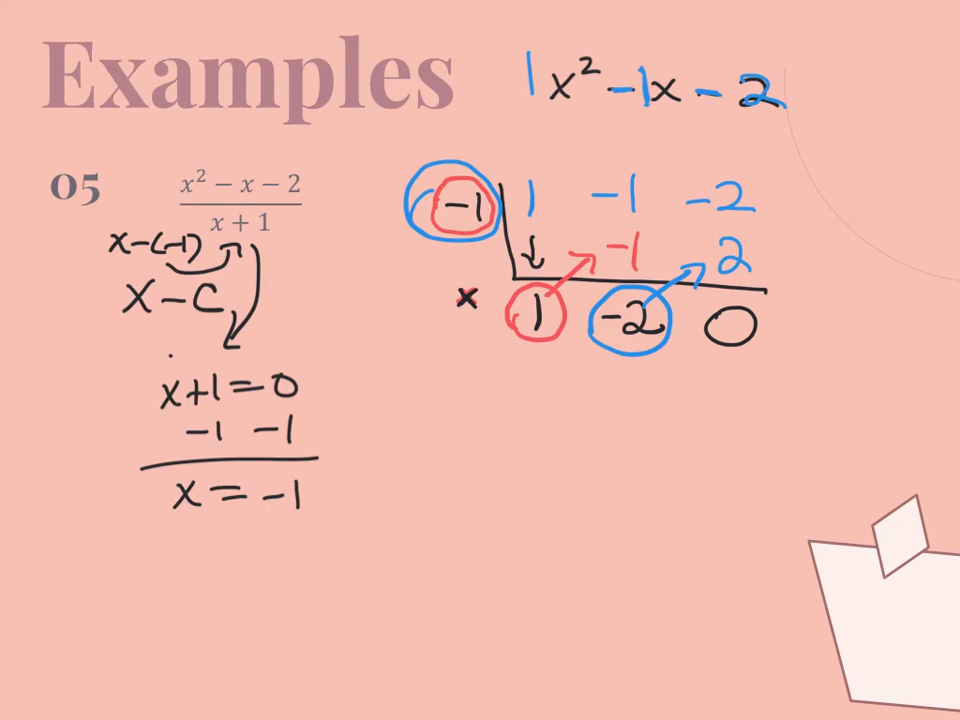 Examples
1x² - 1x - 2
05
x² − x − 2
x + 1
x-(-1)
x - c
x+1=0
-1 -1
x = -1
-1 1 -1 -2
↓ -1 2
x 1 -2 0